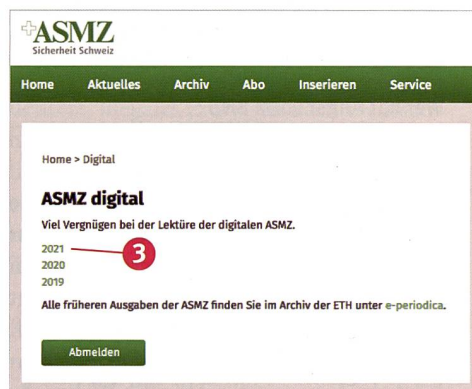 ASMZ
Sicherheit Schweiz
Home Aktuelles Archiv Abo Inserieren Service
Home > Digital
ASMZ digital
Viel Vergnügen bei der Lektüre der digitalen ASMZ.
2021
3
2020
2019
Alle früheren Ausgaben der ASMZ finden Sie im Archiv der ETH unter e-periodica.
Abmelden